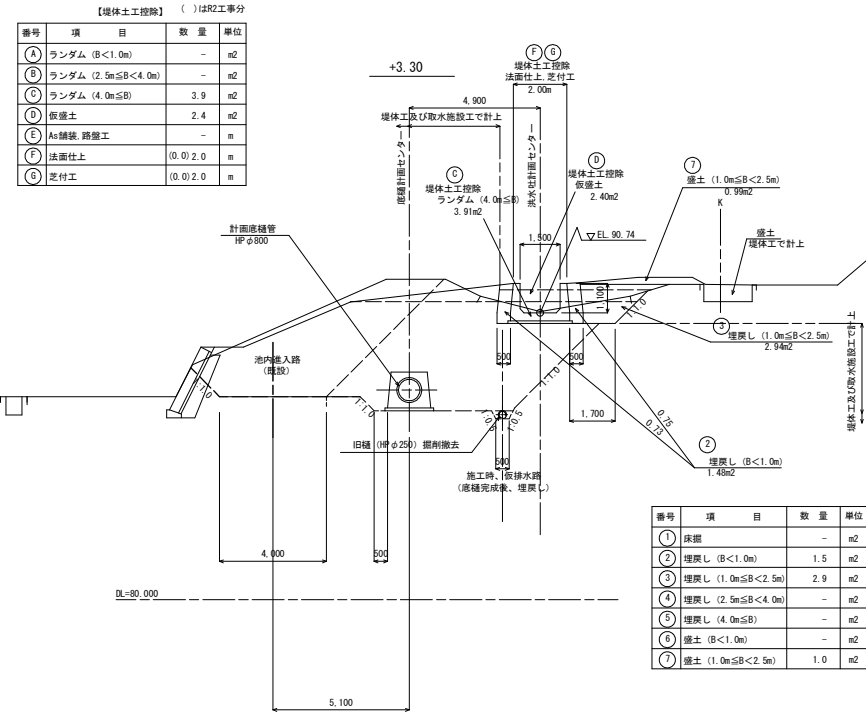 【堤体土工控除】 ( )はR2工事分
番号 項 目 数 量 単位
A ランダム (B<1.0m) - m2
B ランダム (2.5m≦B<4.0m) - m2
C ランダム (4.0m≦B) 3.9 m2
D 仮盛土 2.4 m2
E As舗装,路盤工 - m
F 法面仕上 (0.0) 2.0 m
G 芝付工 (0.0) 2.0 m
+3.30
F G
堤体土工控除
法面仕上,芝付工
2.00m
4,900
堤体工及び取水施設工で計上
底樋計画センター
洪水吐計画センター
C
堤体土工控除
ランダム (4.0m≦B)
3.91m2
D
堤体土工控除
仮盛土
2.40m2
7
盛土 (1.0m≦B<2.5m)
0.99m2
K
盛土
堤体工で計上
計画底樋管
HPφ800
1,500
▽EL.90.74
1,100
1:1.0
3
埋戻し (1.0m≦B<2.5m)
2.94m2
堤体工及び取水施設工で計上
500
500
池内進入路
(既設)
1:1.0
1:1.0
1:1.0
1:0.5
1:0.5
1,700
0.75
0.73
旧樋 (HPφ250) 掘削撤去
500
施工時、仮排水路
(底樋完成後、埋戻し)
2
埋戻し (B<1.0m)
1.48m2
4,000
500
DL=80.000
5,100
番号 項 目 数 量 単位
1 床掘 - m2
2 埋戻し (B<1.0m) 1.5 m2
3 埋戻し (1.0m≦B<2.5m) 2.9 m2
4 埋戻し (2.5m≦B<4.0m) - m2
5 埋戻し (4.0m≦B) - m2
6 盛土 (B<1.0m) - m2
7 盛土 (1.0m≦B<2.5m) 1.0 m2